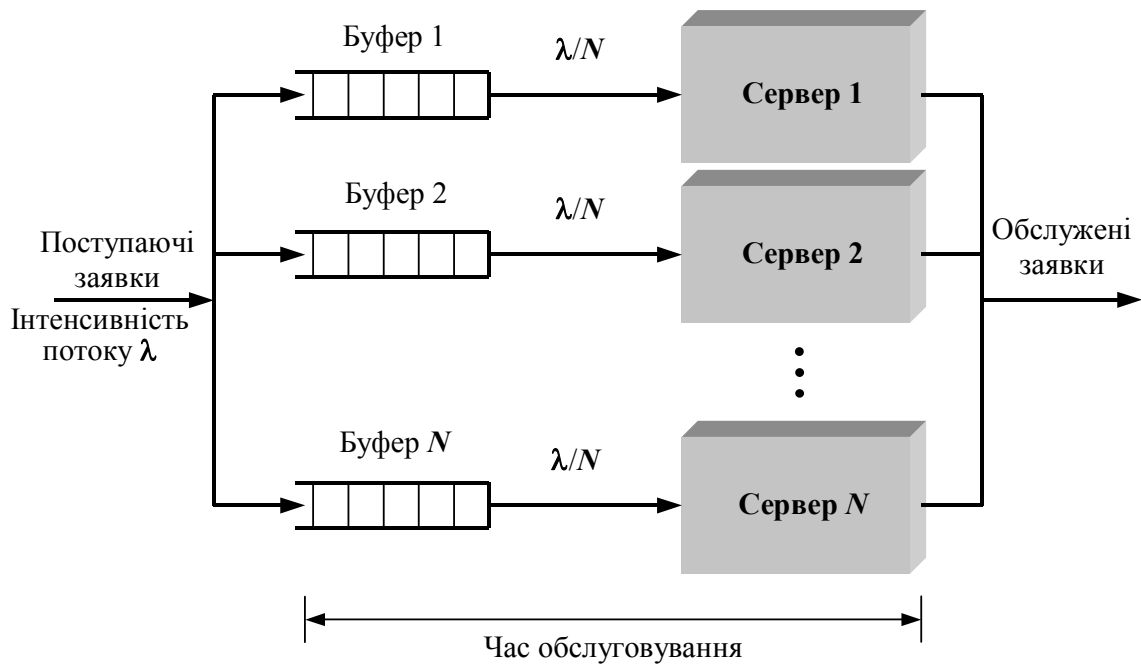 Буфер 1
λ/N
Сервер 1
Буфер 2
λ/N
Сервер 2
Поступаючі
заявки
Інтенсивність
потоку λ
Обслужені
заявки
Буфер N
λ/N
Сервер N
Час обслуговування